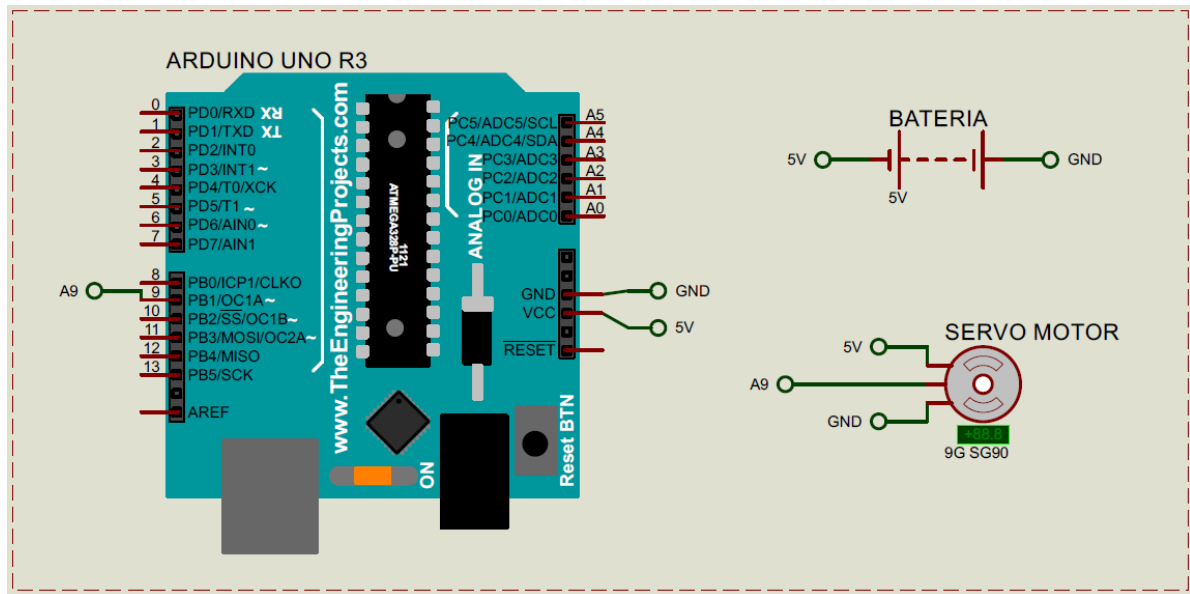 ARDUINO UNO R3
0 PD0/RXD RX
1 PD1/TXD TX
2 PD2/INT0
3 PD3/INT1 ~
4 PD4/T0/XCK
5 PD5/T1 ~
6 PD6/AIN0 ~
7 PD7/AIN1
8 PB0/ICP1/CLKO
A9 9 PB1/OC1A ~
10 PB2/SS/OC1B ~
11 PB3/MOSI/OC2A ~
12 PB4/MISO
13 PB5/SCK
AREF
www.TheEngineeringProjects.com
ATMEGA328P-PU
1121
ANALOG IN
PC5/ADC5/SCL A5
PC4/ADC4/SDA A4
PC3/ADC3 A3
PC2/ADC2 A2
PC1/ADC1 A1
PC0/ADC0 A0
GND GND
VCC 5V
RESET
ON
Reset BTN
BATERIA
5V GND
5V
SERVO MOTOR
5V
A9
GND
+88.8
9G SG90